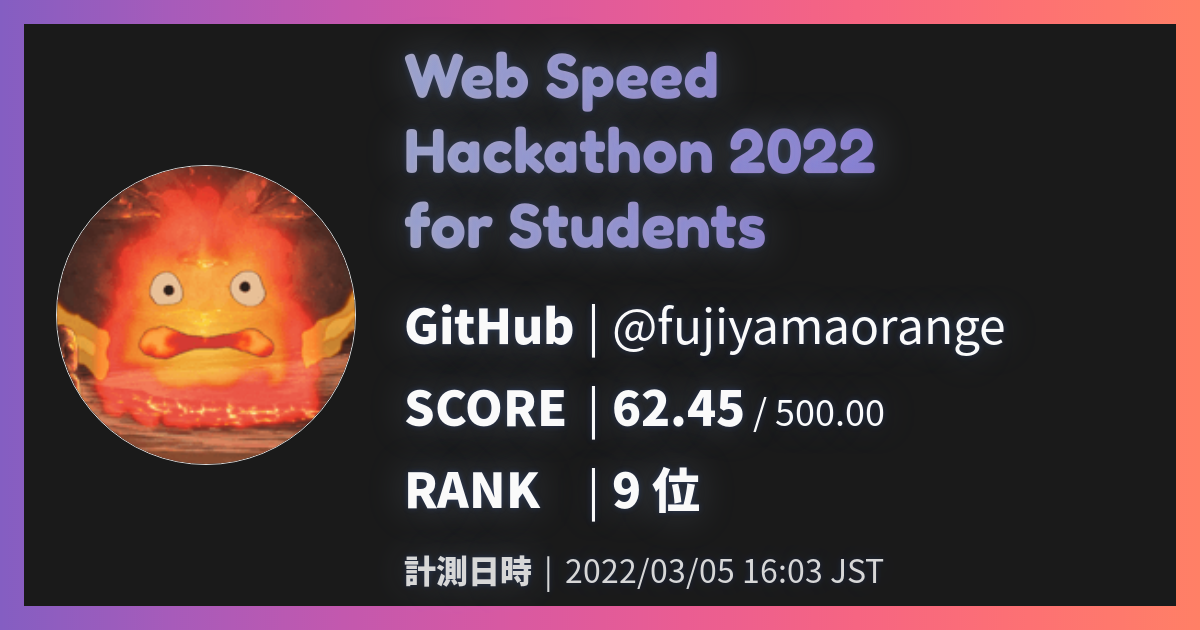 Web Speed
Hackathon 2022
for Students
GitHub | @fujiyamaorange
SCORE | 62.45 / 500.00
RANK | 9 位
計測日時 | 2022/03/05 16:03 JST